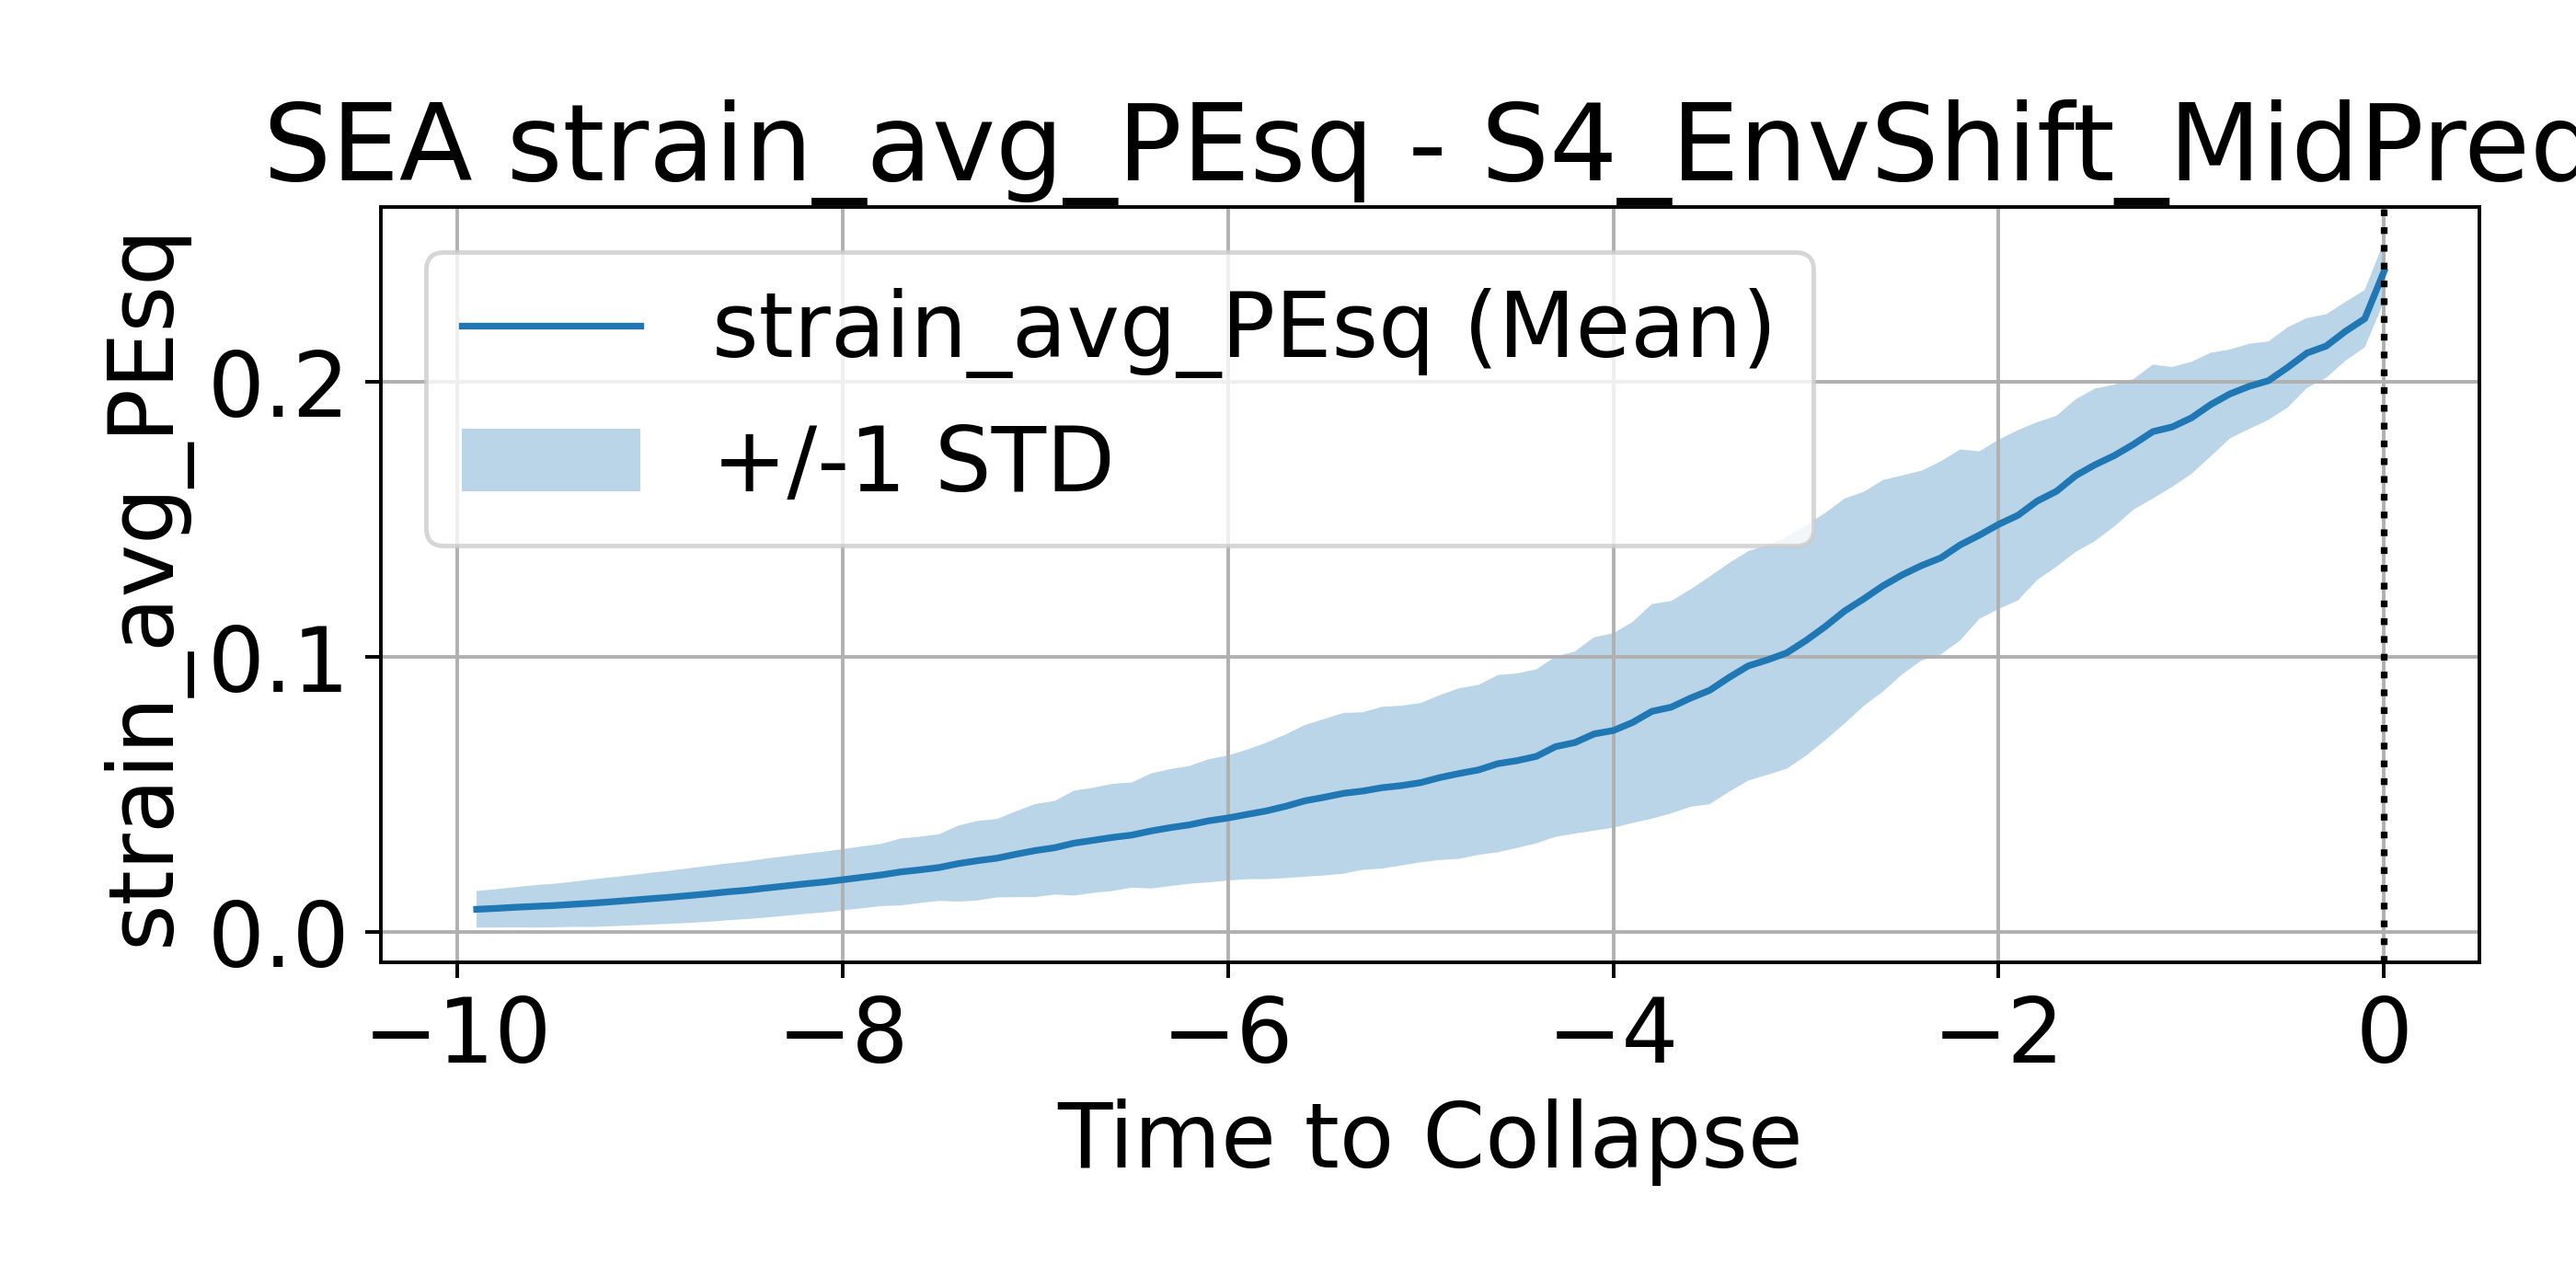 SEA strain_avg_PEsq - S4_EnvShift_MidPred
strain_avg_PEsq
strain_avg_PEsq (Mean)
+/-1 STD
0.2
0.1
0.0
−10 −8 −6 −4 −2 0
Time to Collapse